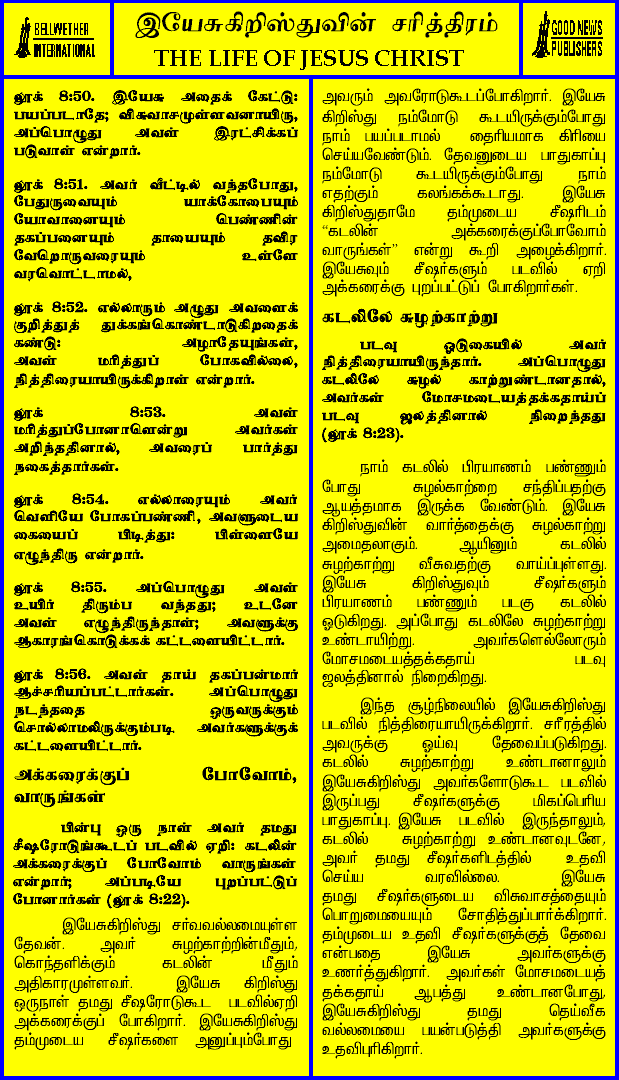 BELLWETHER
INTERNATIONAL
இயேசுகிறிஸ்துவின் சரித்திரம்
THE LIFE OF JESUS CHRIST
GOOD NEWS
PUBLISHERS
லூக் 8:50. இயேசு அதைக் கேட்டு:
பயப்படாதே; விசுவாசமுள்ளவனாயிரு,
அப்பொழுது அவள் இரட்சிக்கப்
படுவாள் என்றார்.
லூக் 8:51. அவர் வீட்டில் வந்தபோது,
பேதுருவையும் யாக்கோபையும்
யோவானையும் பெண்ணின்
தகப்பனையும் தாயையும் தவிர
வேறொருவரையும் உள்ளே
வரவொட்டாமல்,
லூக் 8:52. எல்லாரும் அழுது அவளைக்
குறித்துத் துக்கங்கொண்டாடுகிறதைக்
கண்டு: அழாதேயுங்கள்,
அவள் மரித்துப் போகவில்லை,
நித்திரையாயிருக்கிறாள் என்றார்.
லூக் 8:53. அவள்
மரித்துப்போனாளென்று அவர்கள்
அறிந்ததினால், அவரைப் பார்த்து
நகைத்தார்கள்.
லூக் 8:54. எல்லாரையும் அவர்
வெளியே போகப்பண்ணி, அவளுடைய
கையைப் பிடித்து: பிள்ளையே
எழுந்திரு என்றார்.
லூக் 8:55. அப்பொழுது அவள்
உயிர் திரும்ப வந்தது; உடனே
அவள் எழுந்திருந்தாள்; அவளுக்கு
ஆகாரங்கொடுக்கக் கட்டளையிட்டார்.
லூக் 8:56. அவள் தாய் தகப்பன்மார்
ஆச்சரியப்பட்டார்கள். அப்பொழுது
நடந்ததை ஒருவருக்கும்
சொல்லாமலிருக்கும்படி அவர்களுக்குக்
கட்டளையிட்டார்.
அக்கரைக்குப் போவோம்,
வாருங்கள்
பின்பு ஒரு நாள் அவர் தமது
சீஷரோடுங்கூடப் படவில் ஏறி: கடலின்
அக்கரைக்குப் போவோம் வாருங்கள்
என்றார்; அப்படியே புறப்பட்டுப்
போனார்கள் (லூக் 8:22).
இயேசுகிறிஸ்து சர்வவல்லமையுள்ள
தேவன். அவர் சுழற்காற்றின்மீதும்,
கொந்தளிக்கும் கடலின் மீதும்
அதிகாரமுள்ளவர். இயேசு கிறிஸ்து
ஒருநாள் தமது சீஷரோடுகூட படவில்ஏறி
அக்கரைக்குப் போகிறார். இயேசுகிறிஸ்து
தம்முடைய சீஷர்களை அனுப்பும்போது
அவரும் அவரோடுகூடப்போகிறார். இயேசு
கிறிஸ்து நம்மோடு கூடயிருக்கும்போது
நாம் பயப்படாமல் தைரியமாக கிரியை
செய்யவேண்டும். தேவனுடைய பாதுகாப்பு
நம்மோடு கூடயிருக்கும்போது நாம்
எதற்கும் கலங்கக்கூடாது. இயேசு
கிறிஸ்துதாமே தம்முடைய சீஷரிடம்
“கடலின் அக்கரைக்குப்போவோம்
வாருங்கள்” என்று கூறி அழைக்கிறார்.
இயேசுவும் சீஷர்களும் படவில் ஏறி
அக்கரைக்கு புறப்பட்டுப் போகிறார்கள்.
கடலிலே சுழற்காற்று
படவு ஓடுகையில் அவர்
நித்திரையாயிருந்தார். அப்பொழுது
கடலிலே சுழல் காற்றுண்டானதால்,
அவர்கள் மோசமடையத்தக்கதாய்ப்
படவு ஜலத்தினால் நிறைந்தது
(லூக் 8:23).
நாம் கடலில் பிரயாணம் பண்ணும்
போது சுழல்காற்றை சந்திப்பதற்கு
ஆயத்தமாக இருக்க வேண்டும். இயேசு
கிறிஸ்துவின் வார்த்தைக்கு சுழல்காற்று
அமைதலாகும். ஆயினும் கடலில்
சுழற்காற்று வீசுவதற்கு வாய்ப்புள்ளது.
இயேசு கிறிஸ்துவும் சீஷர்களும்
பிரயாணம் பண்ணும் படகு கடலில்
ஓடுகிறது. அப்போது கடலிலே சுழற்காற்று
உண்டாயிற்று. அவர்களெல்லோரும்
மோசமடையத்தக்கதாய் படவு
ஜலத்தினால் நிறைகிறது.
இந்த சூழ்நிலையில் இயேசுகிறிஸ்து
படவில் நித்திரையாயிருக்கிறார். சரீரத்தில்
அவருக்கு ஓய்வு தேவைப்படுகிறது.
கடலில் சுழற்காற்று உண்டானாலும்
இயேசுகிறிஸ்து அவர்களோடுகூட படவில்
இருப்பது சீஷர்களுக்கு மிகப்பெரிய
பாதுகாப்பு. இயேசு படவில் இருந்தாலும்,
கடலில் சுழற்காற்று உண்டானவுடனே,
அவர் தமது சீஷர்களிடத்தில் உதவி
செய்ய வரவில்லை. இயேசு
தமது சீஷர்களுடைய விசுவாசத்தையும்
பொறுமையையும் சோதித்துப்பார்க்கிறார்.
தம்முடைய உதவி சீஷர்களுக்குத் தேவை
என்பதை இயேசு அவர்களுக்கு
உணர்த்துகிறார். அவர்கள் மோசமடையத்
தக்கதாய் ஆபத்து உண்டானபோது,
இயேசுகிறிஸ்து தமது தெய்வீக
வல்லமையை பயன்படுத்தி அவர்களுக்கு
உதவிபுரிகிறார்.